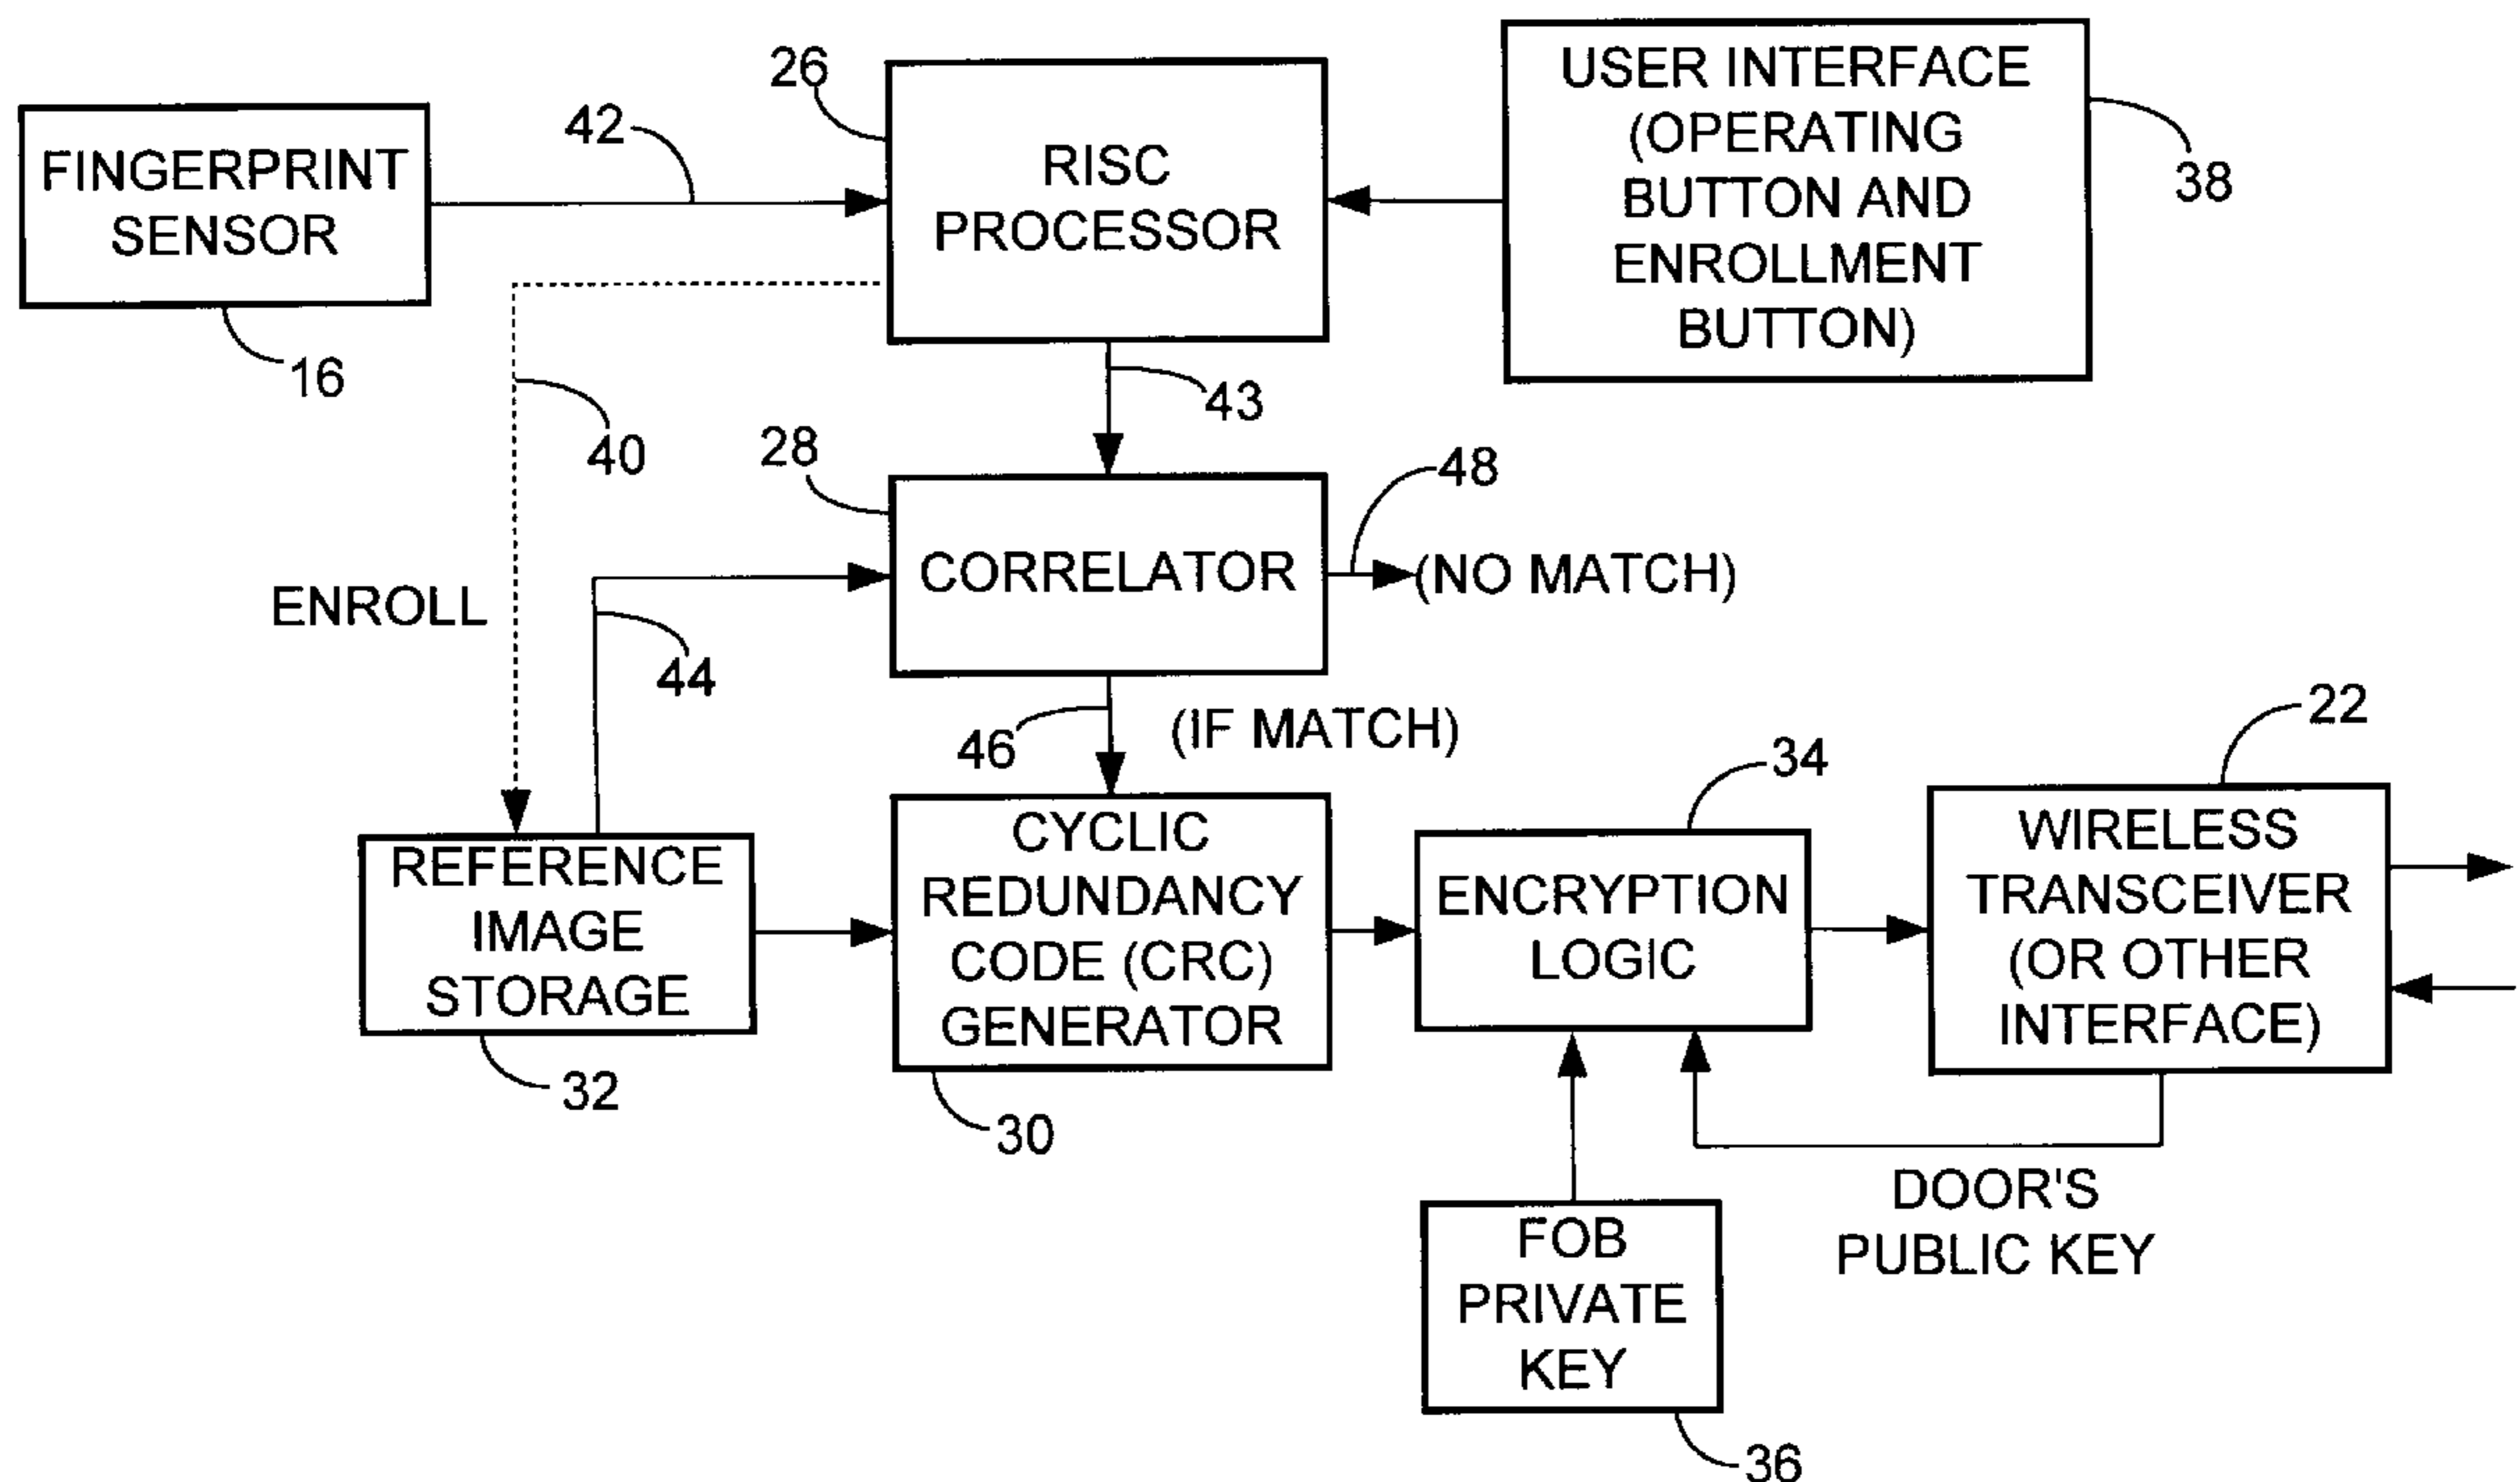 26
USER INTERFACE
(OPERATING
BUTTON AND
ENROLLMENT
BUTTON)
38
42
FINGERPRINT
SENSOR
16
RISC
PROCESSOR
43
40
28
48
CORRELATOR
(NO MATCH)
ENROLL
44
46
(IF MATCH)
34
22
REFERENCE
IMAGE
STORAGE
32
CYCLIC
REDUNDANCY
CODE (CRC)
GENERATOR
30
ENCRYPTION
LOGIC
WIRELESS
TRANSCEIVER
(OR OTHER
INTERFACE)
DOOR'S
PUBLIC KEY
FOB
PRIVATE
KEY
36